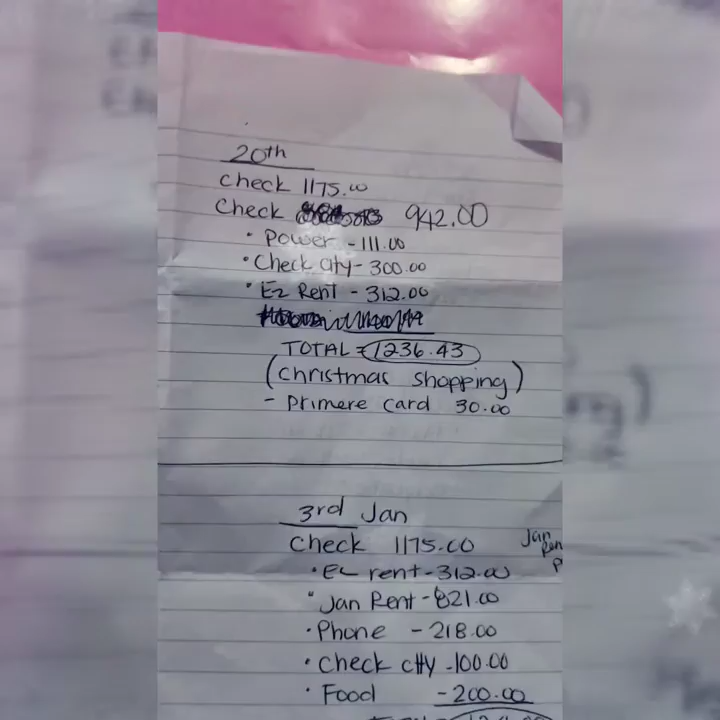 20th
Check 1175.00
Check 942.00
• Power - 111.00
• Check City - 300.00
• Ez Rent - 312.00
TOTAL = 1236.43
(Christmas shopping)
- Primere card 30.00
3rd Jan
Check 1175.00
Jan
• EZ rent - 312.00
• Jan Rent - 821.00
• Phone - 218.00
• Check City - 100.00
• Food - 200.00